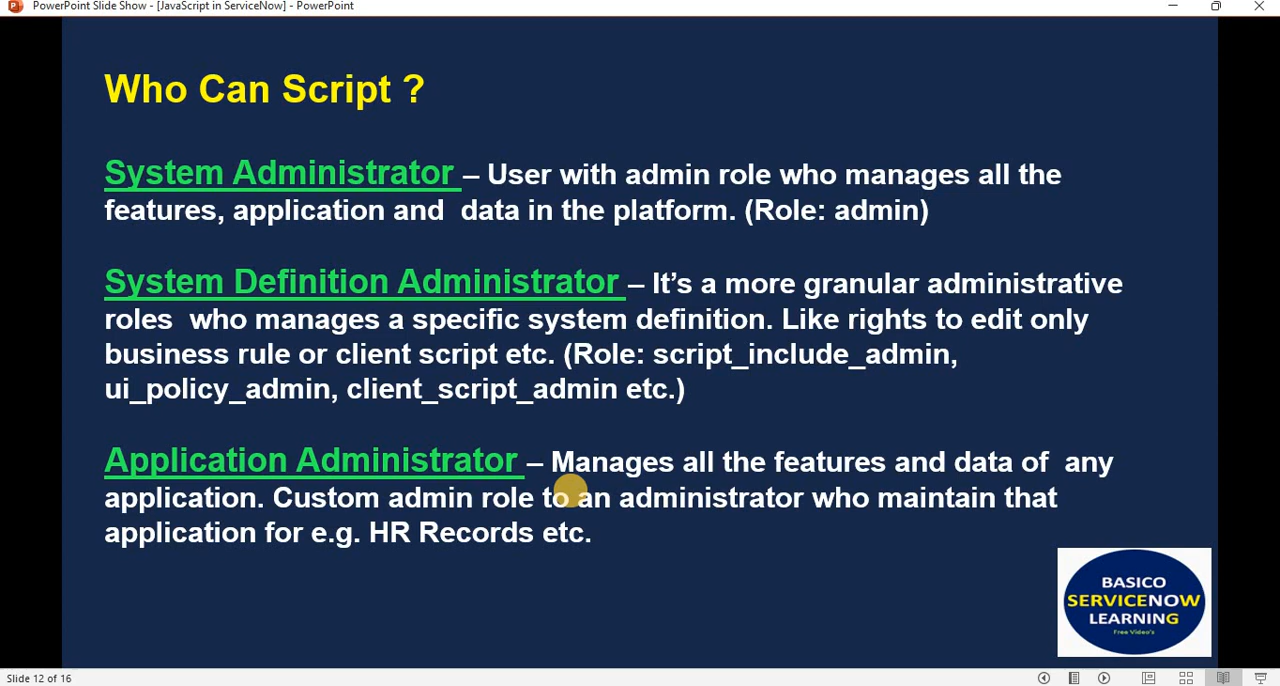 PowerPoint Slide Show - [JavaScript in ServiceNow] - PowerPoint
Who Can Script ?
System Administrator – User with admin role who manages all the
features, application and  data in the platform. (Role: admin)
System Definition Administrator – It’s a more granular administrative
roles  who manages a specific system definition. Like rights to edit only
business rule or client script etc. (Role: script_include_admin,
ui_policy_admin, client_script_admin etc.)
Application Administrator – Manages all the features and data of  any
application. Custom admin role to an administrator who maintain that
application for e.g. HR Records etc.
BASICO
SERVICENOW
LEARNING
Free Video's
Slide 12 of 16